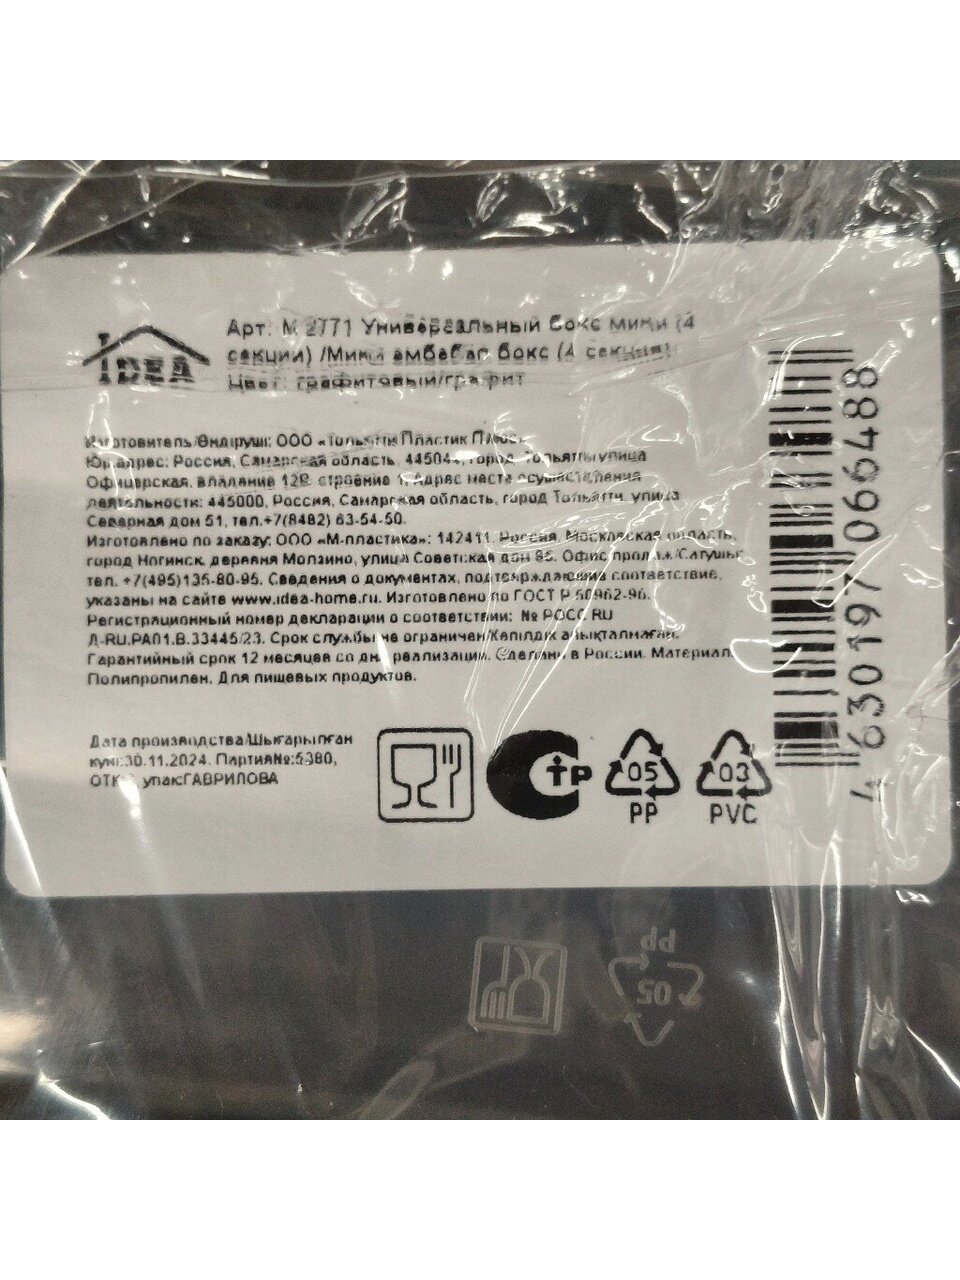 IDEA
Арт. М 2771 Универсальный бокс мини (4
секции) /Мини амбебап бокс (4 секция)
Цвет: графитовый/графит
Изготовитель/Өндіруші: ООО «Тольятти Пластик Плюс»
Юр.адрес: Россия, Самарская область, 445044, город Тольятти улица
Офицерская, владение 12В, строение 1, Адрес места осуществления
деятельности: 445000, Россия, Самарская область, город Тольятти, улица
Северная дом 51, тел.+7(8482) 63-54-50.
Изготовлено по заказу: ООО «М-пластика»: 142411, Россия, Московская область,
город Ногинск, деревня Молзино, улица Советская дом 86. Офис продаж/Сатушы:
тел. +7(495)135-80-95. Сведения о документах, подтверждающих соответствие,
указаны на сайте www.idea-home.ru. Изготовлено по ГОСТ Р 50962-96.
Регистрационный номер декларации о соответствии: № РОСС RU
Д-RU.РА01.В.33445/23. Срок службы не ограничен/Кепілдік
Гарантийный срок 12 месяцев со дня реализации. Сделано в России. Материал:
Полипропилен. Для пищевых продуктов.
Дата производства/Шығарылған
күні:30.11.2024. Партия№:5380,
упак:ГАВРИЛОВА
СТР
05
PP
03
PVC
4 630197 066488
PP
05